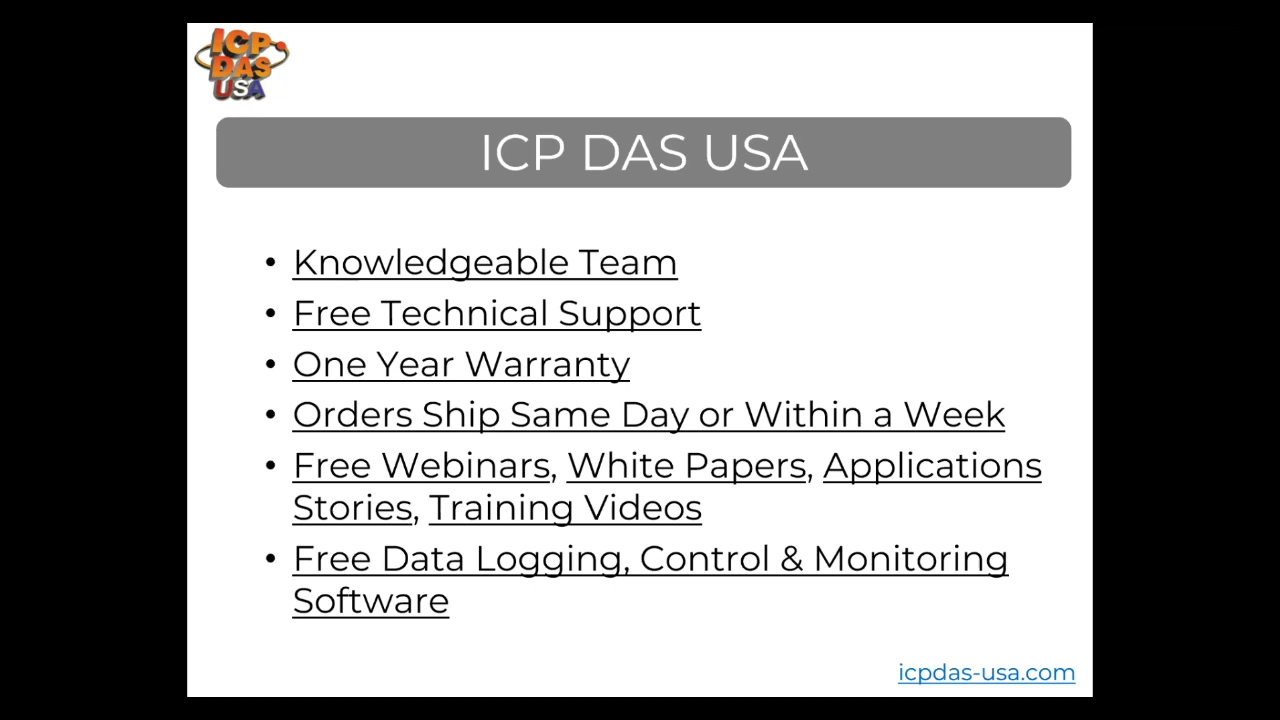 ICP
DAS
USA
ICP DAS USA
• Knowledgeable Team
• Free Technical Support
• One Year Warranty
• Orders Ship Same Day or Within a Week
• Free Webinars, White Papers, Applications
Stories, Training Videos
• Free Data Logging, Control & Monitoring
Software
icpdas-usa.com